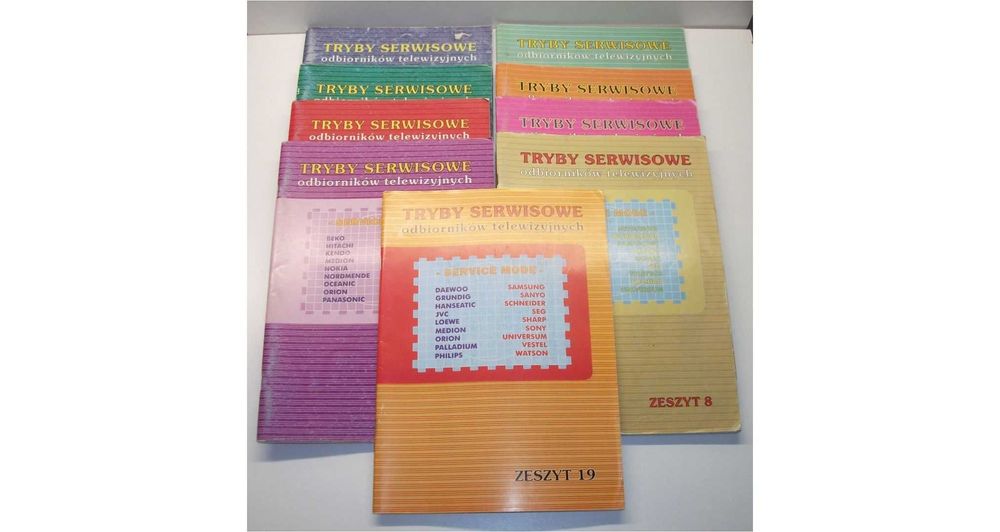 TRYBY SERWISOWE
odbiorników telewizyjnych
TRYBY SERWISOWE
TRYBY SERWISOWE
odbiorników telewizyjnych
TRYBY SERWISOWE
odbiorników telewizyjnych
BEKO
HITACHI
KENDO
MEDION
NOKIA
NORDMENDE
OCEANIC
ORION
PANASONIC
TRYBY SERWISOWE
odbiorników telewizyjnych
TRYBY SERWISOWE
TRYBY SERWISOWE
TRYBY SERWISOWE
odbiorników telewizyjnych
MODE
ZESZYT 8
TRYBY SERWISOWE
odbiorników telewizyjnych
- SERVICE MODE -
DAEWOO
GRUNDIG
HANSEATIC
JVC
LOEWE
MEDION
ORION
PALLADIUM
PHILIPS
SAMSUNG
SANYO
SCHNEIDER
SEG
SHARP
SONY
UNIVERSUM
VESTEL
WATSON
ZESZYT 19